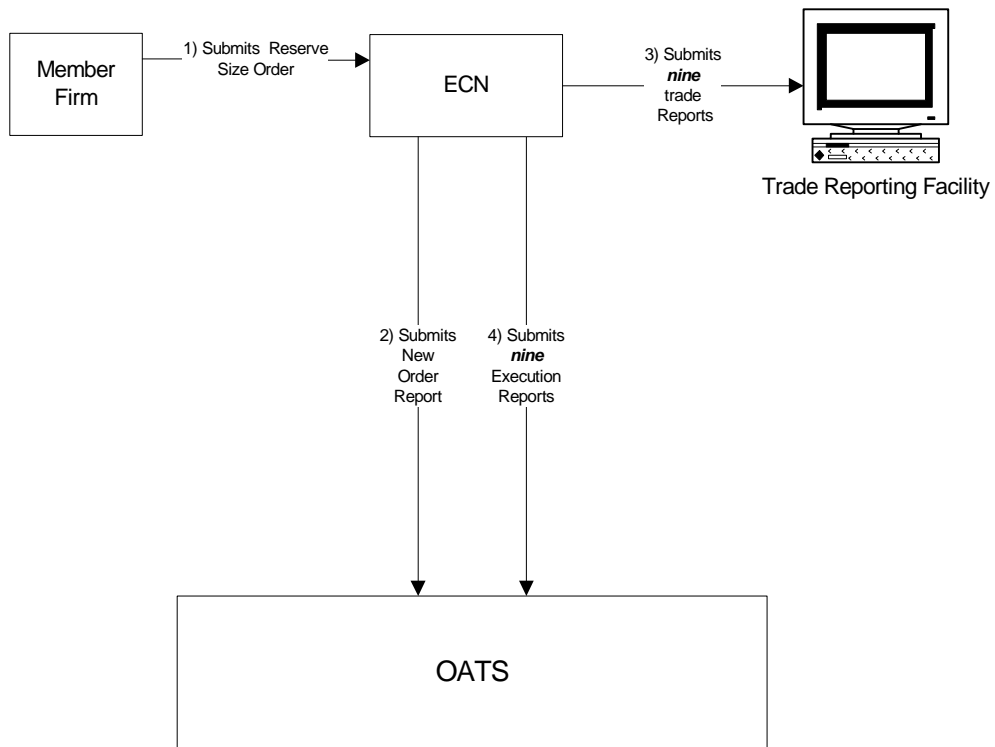 Member
Firm
1) Submits Reserve
Size Order
ECN
3) Submits
nine
trade
Reports
Trade Reporting Facility
2) Submits
New
Order
Report
4) Submits
nine
Execution
Reports
OATS